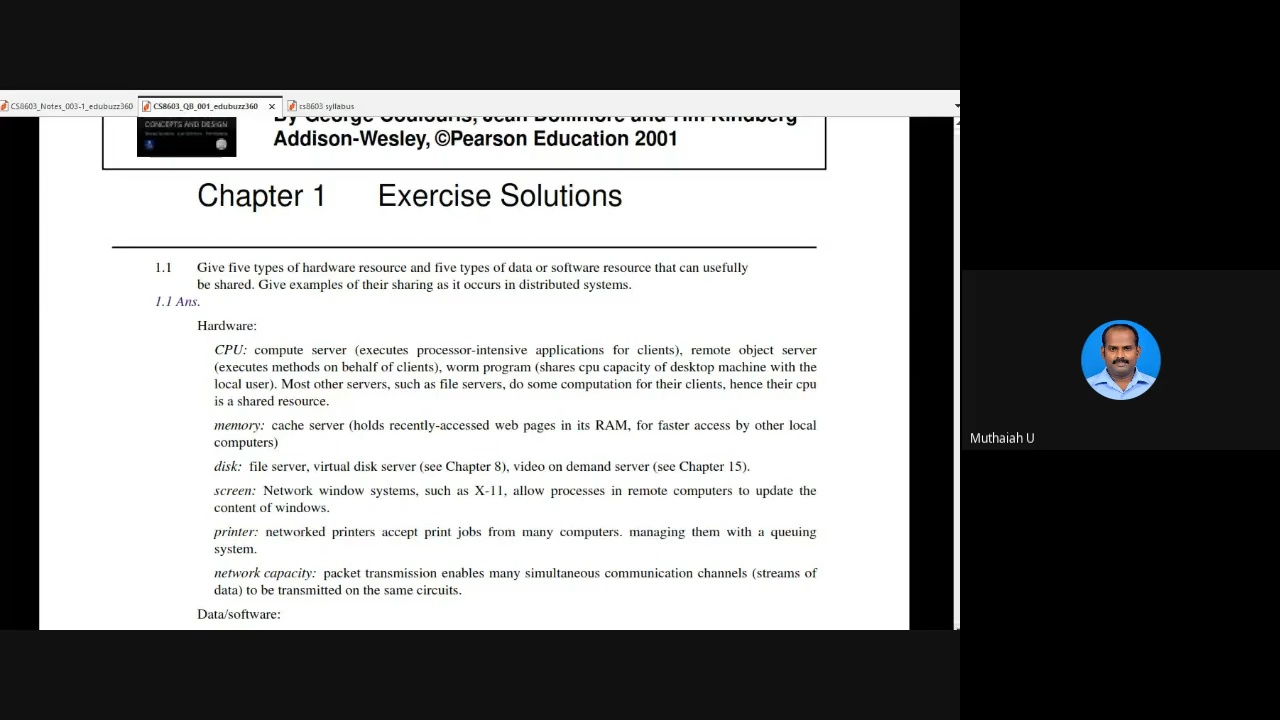 CS8603_Notes_003-1_edubuzz360
CS8603_QB_001_edubuzz360
cs8603 syllabus
CONCEPTS AND DESIGN
By George Coulouris, Jean Dollimore and Tim Kindberg
Addison-Wesley, ©Pearson Education 2001
Chapter 1 Exercise Solutions
1.1 Give five types of hardware resource and five types of data or software resource that can usefully
be shared. Give examples of their sharing as it occurs in distributed systems.
1.1 Ans.
Hardware:
CPU: compute server (executes processor-intensive applications for clients), remote object server
(executes methods on behalf of clients), worm program (shares cpu capacity of desktop machine with the
local user). Most other servers, such as file servers, do some computation for their clients, hence their cpu
is a shared resource.
memory: cache server (holds recently-accessed web pages in its RAM, for faster access by other local
computers)
disk: file server, virtual disk server (see Chapter 8), video on demand server (see Chapter 15).
screen: Network window systems, such as X-11, allow processes in remote computers to update the
content of windows.
printer: networked printers accept print jobs from many computers. managing them with a queuing
system.
network capacity: packet transmission enables many simultaneous communication channels (streams of
data) to be transmitted on the same circuits.
Data/software:
Muthaiah U